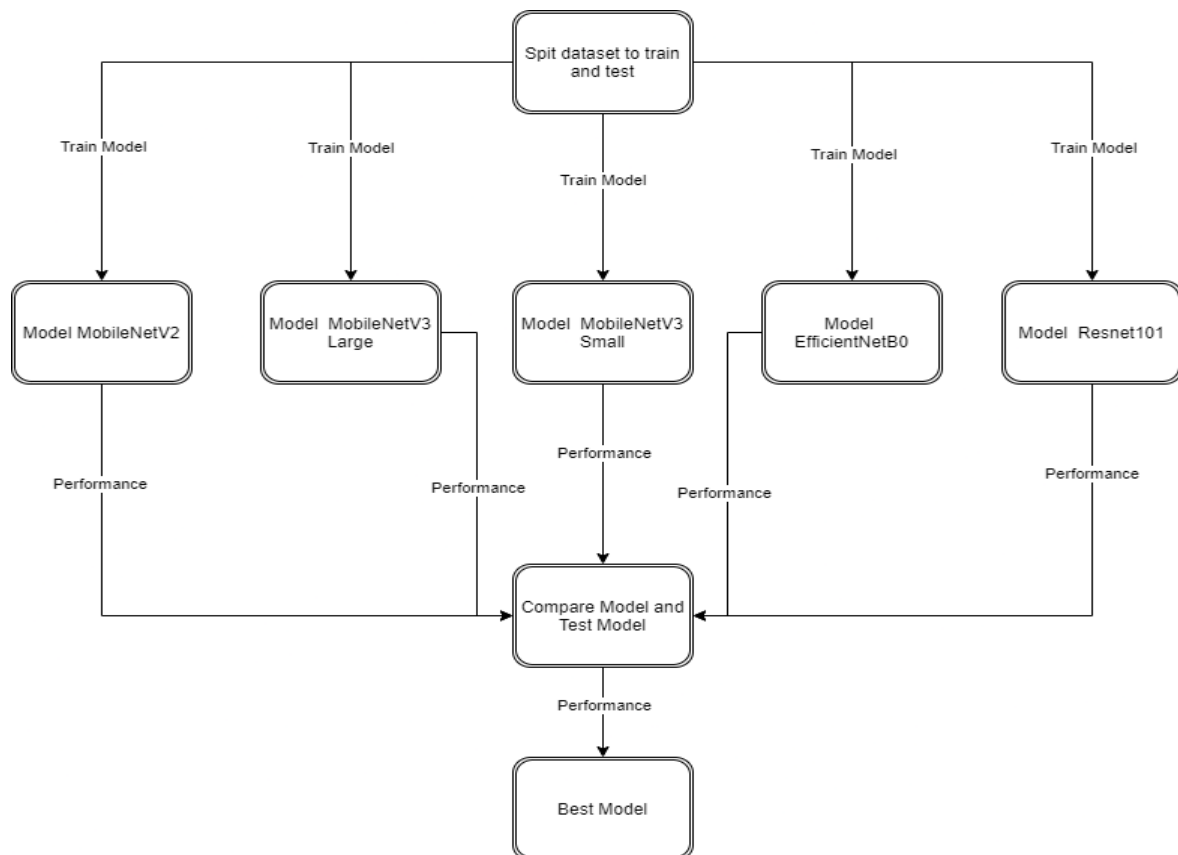 Spit dataset to train
and test
Train Model
Train Model
Train Model
Train Model
Train Model
Model MobileNetV2
Model  MobileNetV3
Large
Model  MobileNetV3
Small
Model
EfficientNetB0
Model  Resnet101
Performance
Performance
Performance
Performance
Performance
Compare Model and
Test Model
Performance
Best Model